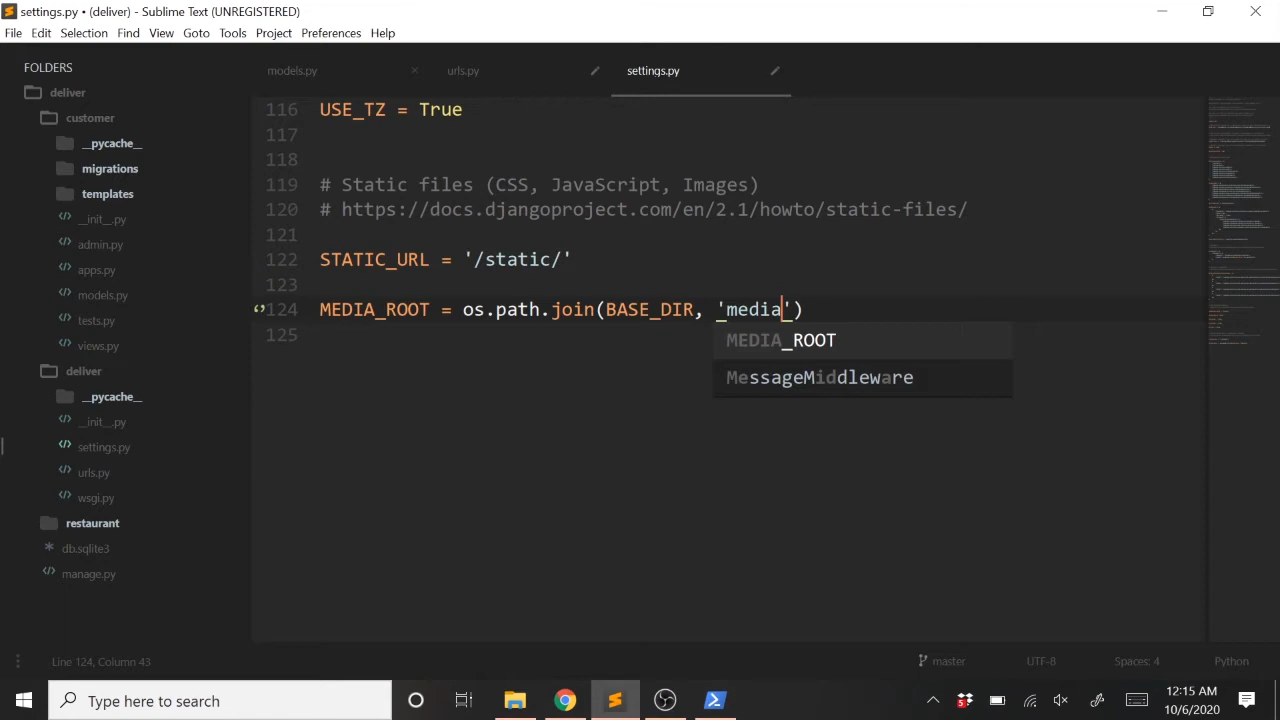 settings.py • (deliver) - Sublime Text (UNREGISTERED)
File Edit Selection Find View Goto Tools Project Preferences Help
FOLDERS
deliver
customer
__pycache__
migrations
templates
__init__.py
admin.py
apps.py
models.py
tests.py
views.py
deliver
__pycache__
__init__.py
settings.py
urls.py
wsgi.py
restaurant
db.sqlite3
manage.py
models.py urls.py settings.py
116 USE_TZ = True
117
118
119 # Static files (CSS, JavaScript, Images)
120 # https://docs.djangoproject.com/en/2.1/howto/static-files/
121
122 STATIC_URL = '/static/'
123
124 MEDIA_ROOT = os.path.join(BASE_DIR, 'media')
125
MEDIA_ROOT
MessageMiddleware
Line 124, Column 43 master UTF-8 Spaces: 4 Python
Type here to search
12:15 AM
10/6/2020